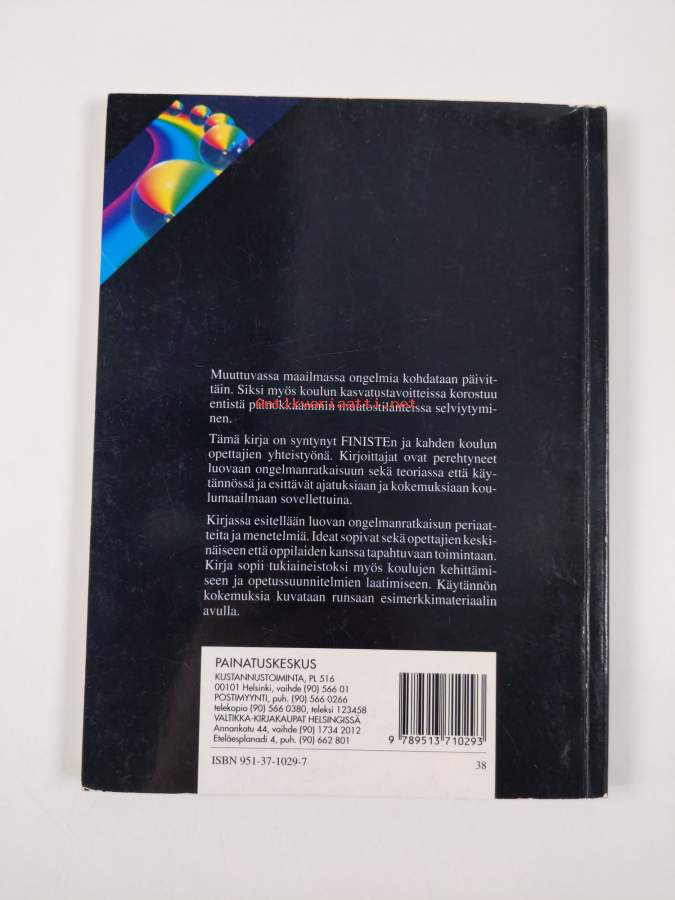 Muuttuvassa maailmassa ongelmia kohdataan päivit-
täin. Siksi myös koulun kasvatustavoitteissa korostuu
entistä painokkaammin muutostilanteissa selviytymi-
nen.
Antikvariaatti.net
Tämä kirja on syntynyt FINISTEn ja kahden koulun
opettajien yhteistyönä. Kirjoittajat ovat perehtyneet
luovaan ongelmanratkaisuun sekä teoriassa että käy-
tännössä ja esittävät ajatuksiaan ja kokemuksiaan kou-
lumaailmaan sovellettuina.
Kirjassa esitellään luovan ongelmanratkaisun periaat-
teita ja menetelmiä. Ideat sopivat sekä opettajien keski-
näiseen että oppilaiden kanssa tapahtuvaan toimintaan.
Kirja sopii tukiaineistoksi myös koulujen kehittämi-
seen ja opetussuunnitelmien laatimiseen. Käytännön
kokemuksia kuvataan runsaan esimerkkimateriaalin
avulla.
PAINATUSKESKUS
KUSTANNUSTOIMINTA, PL 516
00101 Helsinki, vaihde (90) 566 01
POSTIMYYNTI, puh. (90) 566 0266
telekopio (90) 566 0380, teleksi 123458
VALTIKKA-KIRJAKAUPAT HELSINGISSÄ
Annankatu 44, vaihde (90) 1734 2012
Eteläesplanadi 4, puh. (90) 662 801
9 789513 710293
ISBN 951-37-1029-7
38